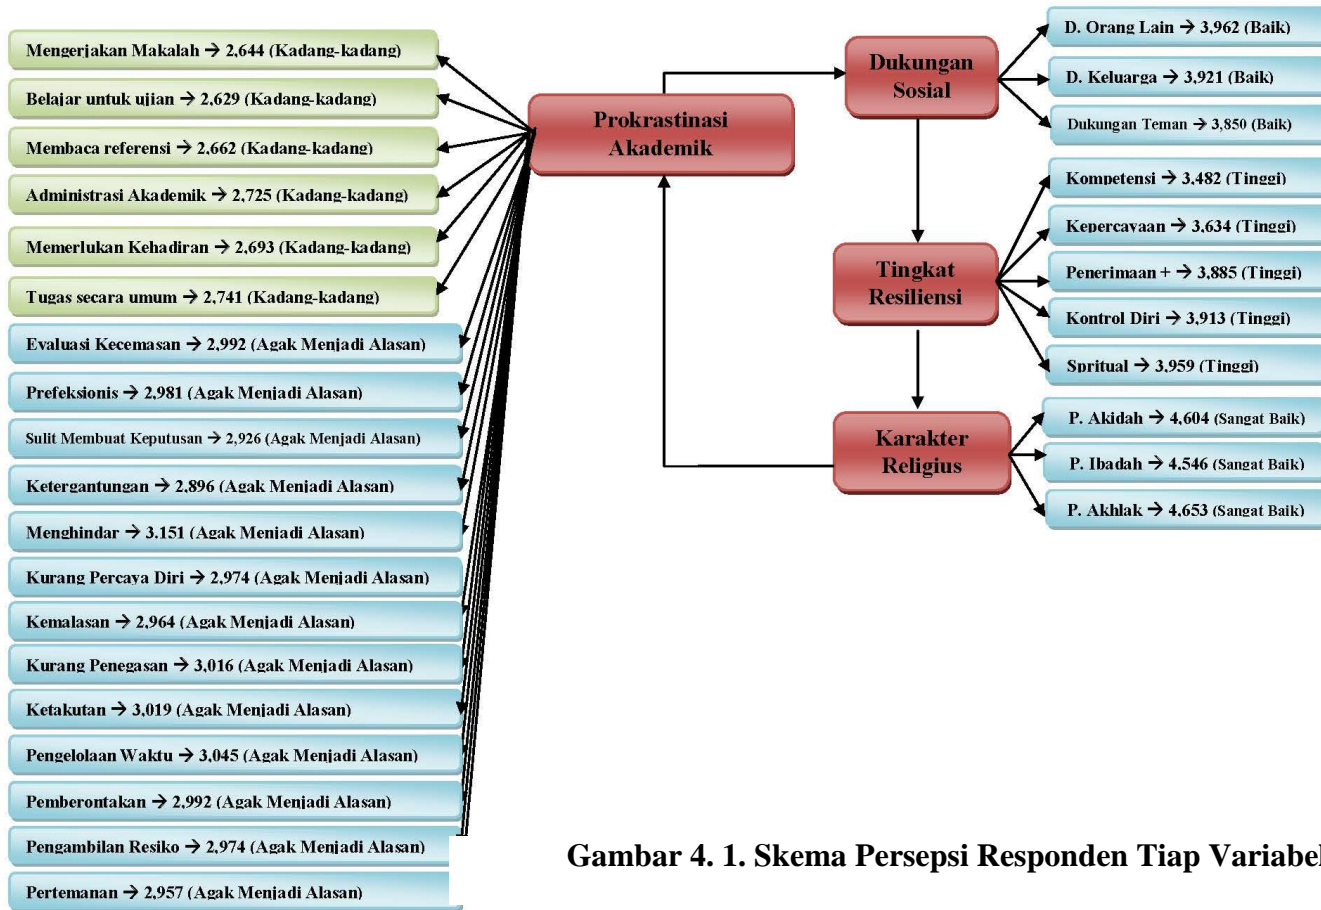 Mengerjakan Makalah → 2,644 (Kadang-kadang)
Belajar untuk ujian → 2,629 (Kadang-kadang)
Membaca referensi → 2,662 (Kadang-kadang)
Administrasi Akademik → 2,725 (Kadang-kadang)
Memerlukan Kehadiran → 2,693 (Kadang-kadang)
Tugas secara umum → 2,741 (Kadang-kadang)
Evaluasi Kecemasan → 2,992 (Agak Menjadi Alasan)
Prefeksionis → 2,981 (Agak Menjadi Alasan)
Sulit Membuat Keputusan → 2,926 (Agak Menjadi Alasan)
Ketergantungan → 2,896 (Agak Menjadi Alasan)
Menghindar → 3,151 (Agak Menjadi Alasan)
Kurang Percaya Diri → 2,974 (Agak Menjadi Alasan)
Kemalasan → 2,964 (Agak Menjadi Alasan)
Kurang Penegasan → 3,016 (Agak Menjadi Alasan)
Ketakutan → 3,019 (Agak Menjadi Alasan)
Pengelolaan Waktu → 3,045 (Agak Menjadi Alasan)
Pemberontakan → 2,992 (Agak Menjadi Alasan)
Pengambilan Resiko → 2,974 (Agak Menjadi Alasan)
Pertemanan → 2,957 (Agak Menjadi Alasan)
Prokrastinasi
Akademik
Dukungan
Sosial
Tingkat
Resiliensi
Karakter
Religius
D. Orang Lain → 3,962 (Baik)
D. Keluarga → 3,921 (Baik)
Dukungan Teman → 3,850 (Baik)
Kompetensi → 3,482 (Tinggi)
Kepercayaan → 3,634 (Tinggi)
Penerimaan + → 3,885 (Tinggi)
Kontrol Diri → 3,913 (Tinggi)
Spritual → 3,959 (Tinggi)
P. Akidah → 4,604 (Sangat Baik)
P. Ibadah → 4,546 (Sangat Baik)
P. Akhlak → 4,653 (Sangat Baik)
Gambar 4. 1. Skema Persepsi Responden Tiap Variabel